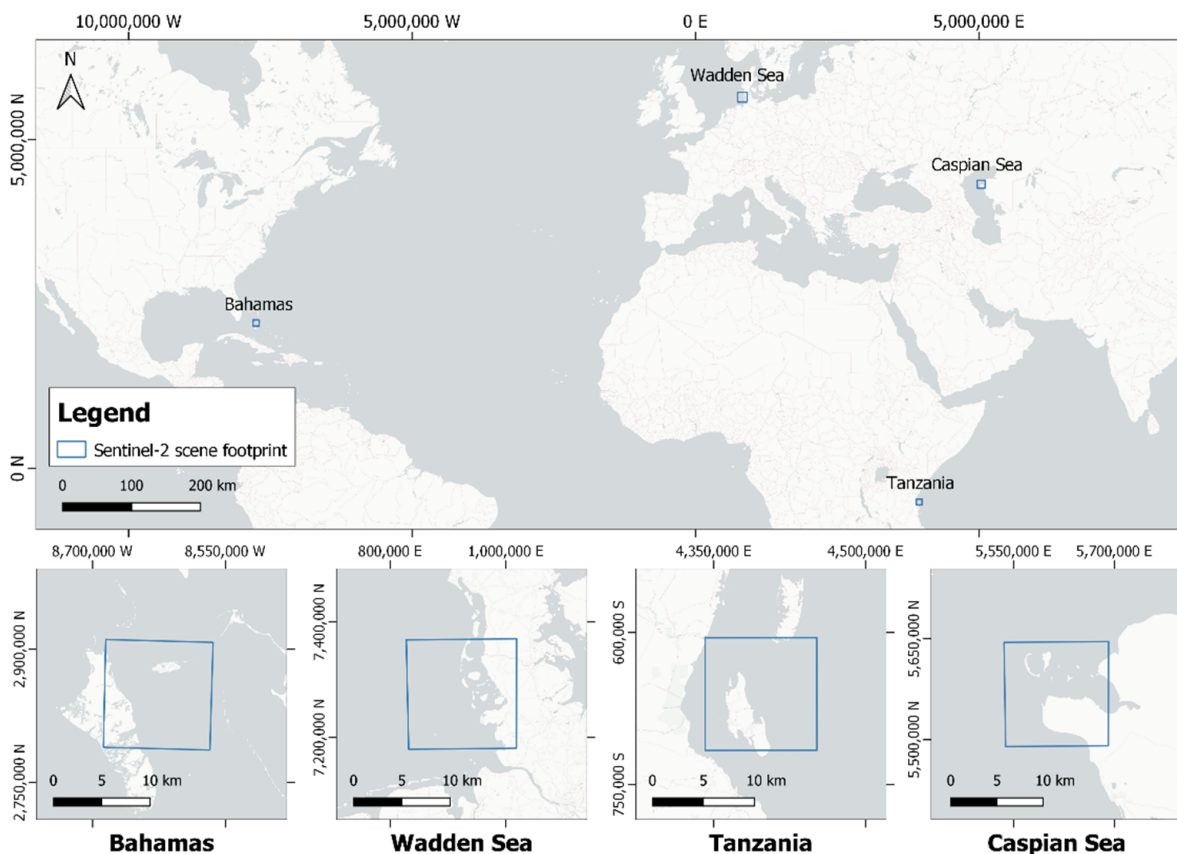 10,000,000 W 5,000,000 W 0 E 5,000,000 E
N
Wadden Sea
5,000,000 N
Caspian Sea
Bahamas
Legend
Sentinel-2 scene footprint
0 N
0 100 200 km
Tanzania
8,700,000 W 8,550,000 W 800,000 E 1,000,000 E 4,350,000 E 4,500,000 E 5,550,000 E 5,700,000 E
2,900,000 N
2,750,000 N
0 5 10 km
Bahamas
7,400,000 N
7,200,000 N
0 5 10 km
Wadden Sea
600,000 S
750,000 S
0 5 10 km
Tanzania
5,650,000 N
5,500,000 N
0 5 10 km
Caspian Sea